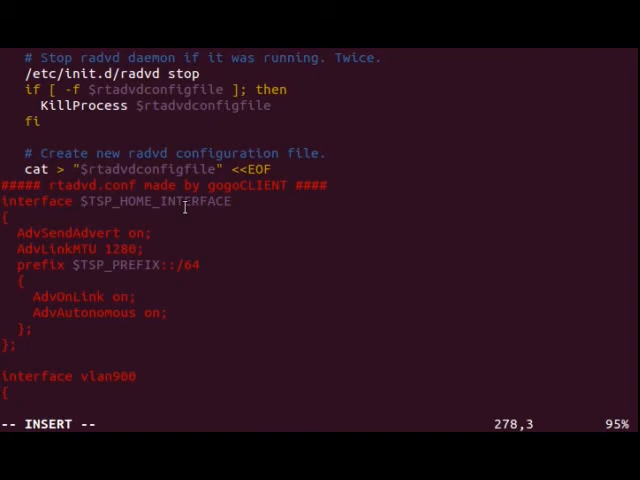 # Stop radvd daemon if it was running. Twice.
/etc/init.d/radvd stop
if [ -f $rtadvdconfigfile ]; then
KillProcess $rtadvdconfigfile
fi
# Create new radvd configuration file.
cat > "$rtadvdconfigfile" <<EOF
##### rtadvd.conf made by gogoCLIENT ####
interface $TSP_HOME_INTERFACE
{
AdvSendAdvert on;
AdvLinkMTU 1280;
prefix $TSP_PREFIX::/64
{
AdvOnLink on;
AdvAutonomous on;
};
};
interface vlan900
{
-- INSERT -- 278,3 95%